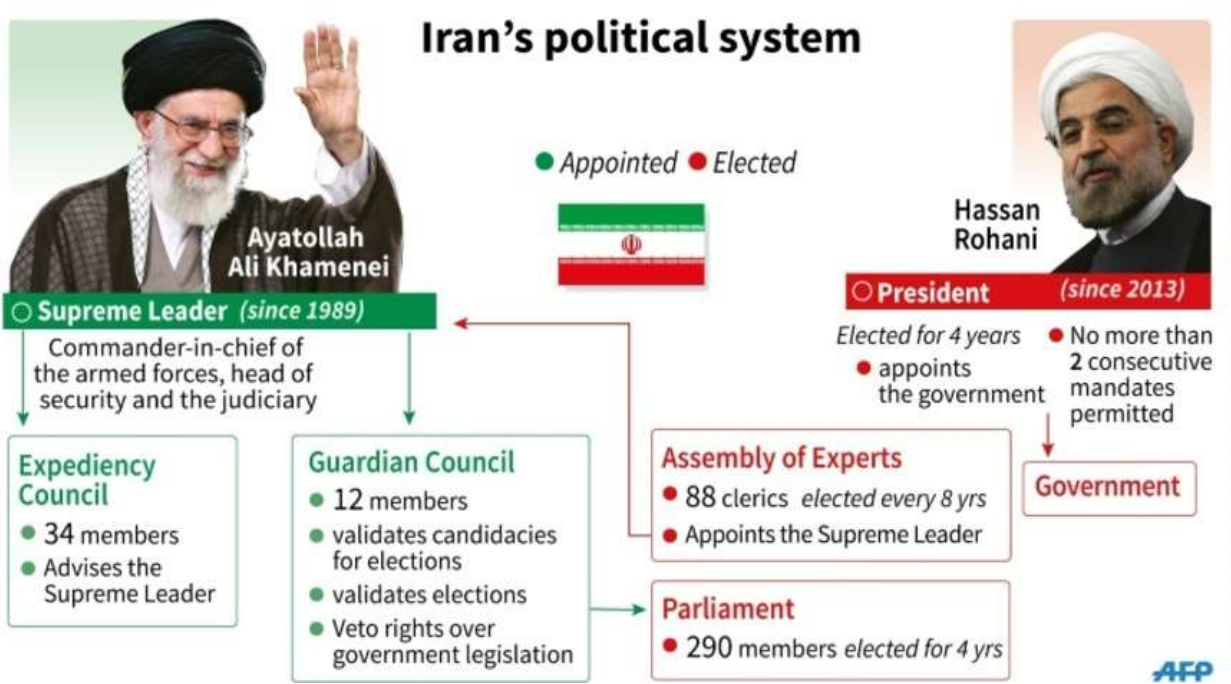 Iran's political system
Appointed Elected
Ayatollah
Ali Khamenei
Supreme Leader (since 1989)
Commander-in-chief of
the armed forces, head of
security and the judiciary
Hassan
Rohani
President (since 2013)
Elected for 4 years
appoints
the government
No more than
2 consecutive
mandates
permitted
Expediency
Council
34 members
Advises the
Supreme Leader
Guardian Council
12 members
validates candidacies
for elections
validates elections
Veto rights over
government legislation
Assembly of Experts
88 clerics elected every 8 yrs
Appoints the Supreme Leader
Government
Parliament
290 members elected for 4 yrs
AFP